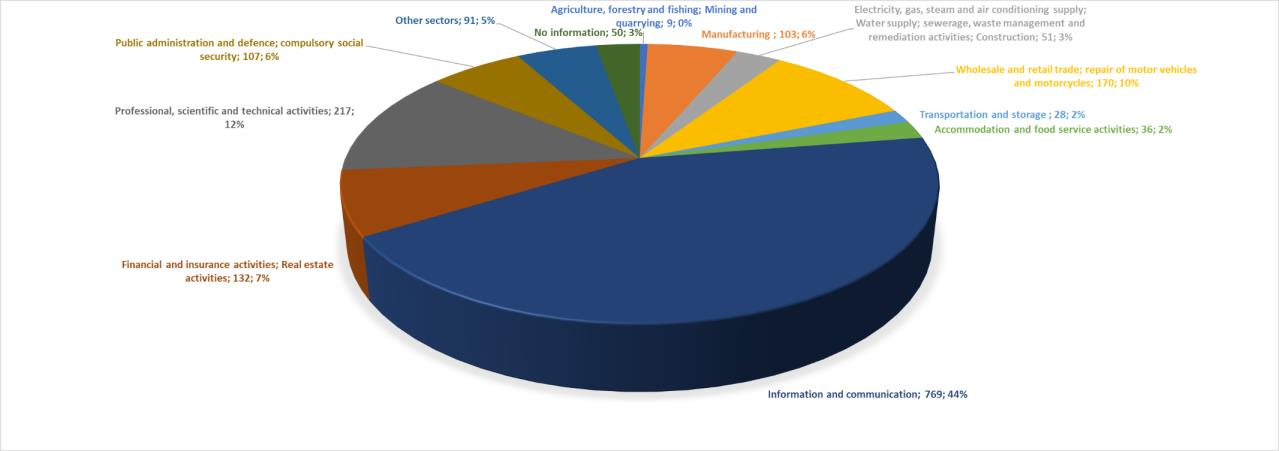 Agriculture, forestry and fishing; Mining and
quarrying; 9; 0%
Manufacturing ; 103; 6%
Electricity, gas, steam and air conditioning supply;
Water supply; sewerage, waste management and
remediation activities; Construction; 51; 3%
Wholesale and retail trade; repair of motor vehicles
and motorcycles; 170; 10%
Transportation and storage ; 28; 2%
Accommodation and food service activities; 36; 2%
Information and communication; 769; 44%
Financial and insurance activities; Real estate
activities; 132; 7%
Professional, scientific and technical activities; 217;
12%
Public administration and defence; compulsory social
security; 107; 6%
Other sectors; 91; 5%
No information; 50; 3%